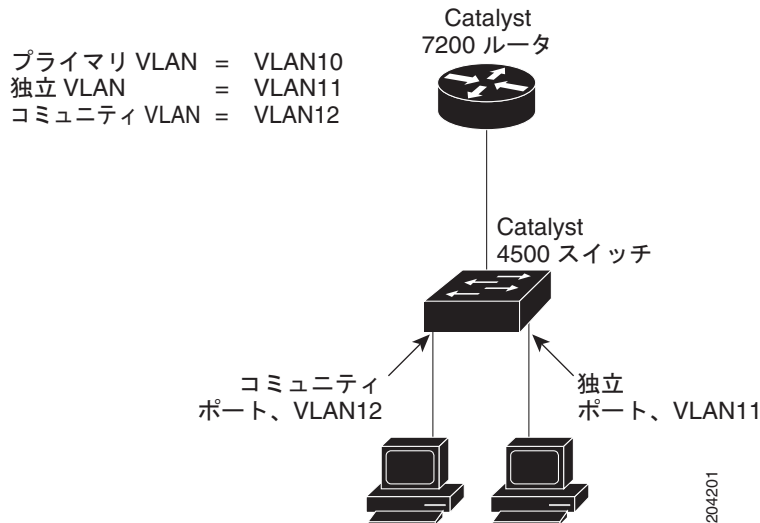 Catalyst
7200 ルータ
プライマリ VLAN = VLAN10
独立 VLAN = VLAN11
コミュニティ VLAN = VLAN12
Catalyst
4500 スイッチ
コミュニティ
ポート、VLAN12
独立
ポート、VLAN11
204201